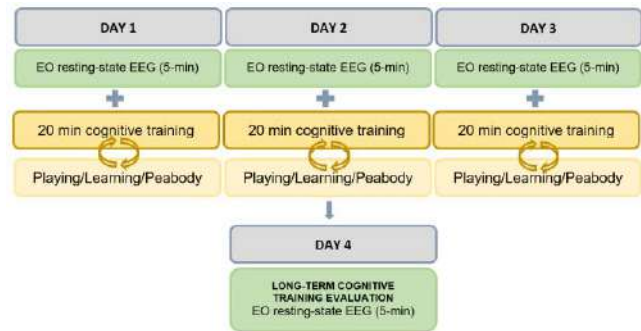 DAY 1
DAY 2
DAY 3
EO resting-state EEG (5-min)
EO resting-state EEG (5-min)
EO resting-state EEG (5-min)
20 min cognitive training
20 min cognitive training
20 min cognitive training
Playing/Learning/Peabody
Playing/Learning/Peabody
Playing/Learning/Peabody
DAY 4
LONG-TERM COGNITIVE
TRAINING EVALUATION
EO resting-state EEG (5-min)